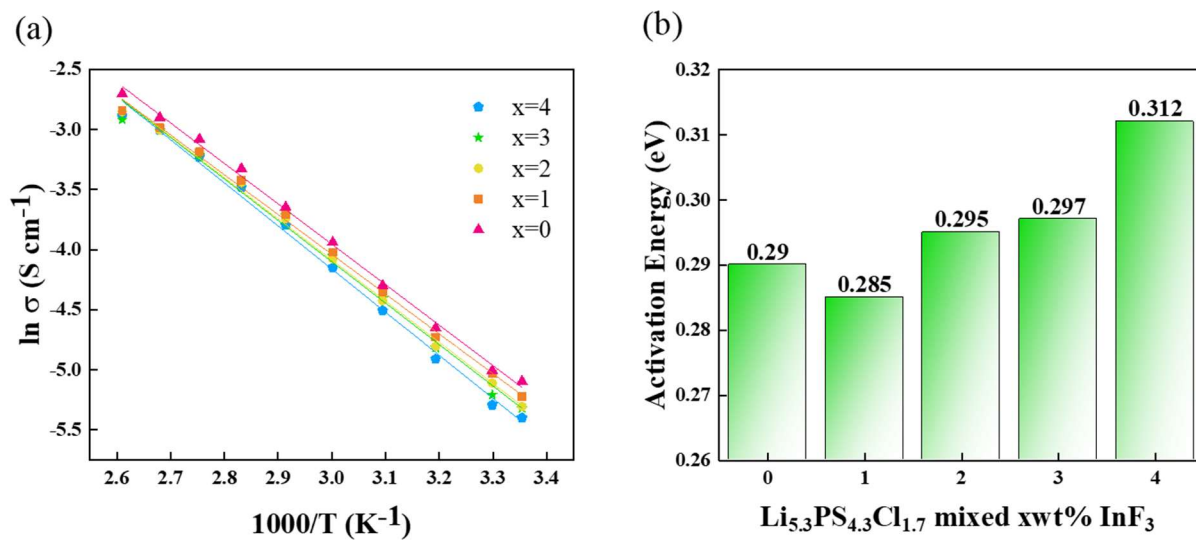 (a)
-2.5
-3.0
-3.5
-4.0
-4.5
-5.0
-5.5
ln σ (S cm⁻¹)
x=4
x=3
x=2
x=1
x=0
2.6 2.7 2.8 2.9 3.0 3.1 3.2 3.3 3.4
1000/T (K⁻¹)
(b)
0.32
0.31
0.30
0.29
0.28
0.27
0.26
Activation Energy (eV)
0.29
0.285
0.295
0.297
0.312
0 1 2 3 4
Li₅.₃PS₄.₃Cl₁.₇ mixed xwt% InF₃